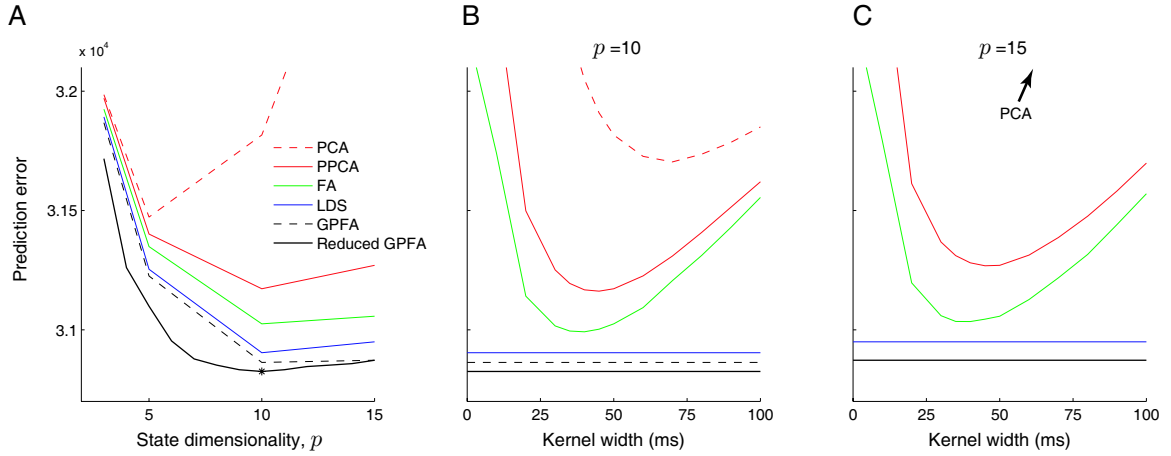 A
x 10^4
3.2
3.15
3.1
Prediction error
5
10
15
State dimensionality, p
PCA
PPCA
FA
LDS
GPFA
Reduced GPFA
B
p =10
0
25
50
75
100
Kernel width (ms)
C
p =15
PCA
0
25
50
75
100
Kernel width (ms)